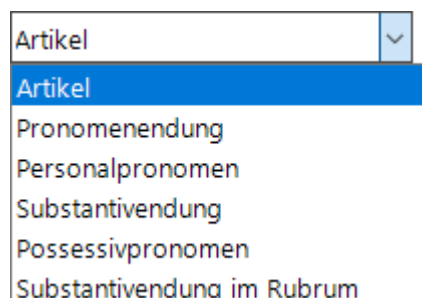 Artikel
Artikel
Pronomenendung
Personalpronomen
Substantivendung
Possessivpronomen
Substantivendung im Rubrum